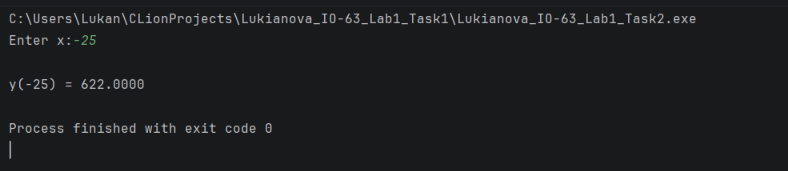 C:\Users\Lukan\CLionProjects\Lukianova_IO-63_Lab1_Task1\Lukianova_IO-63_Lab1_Task2.exe
Enter x:-25
y(-25) = 622.0000
Process finished with exit code 0